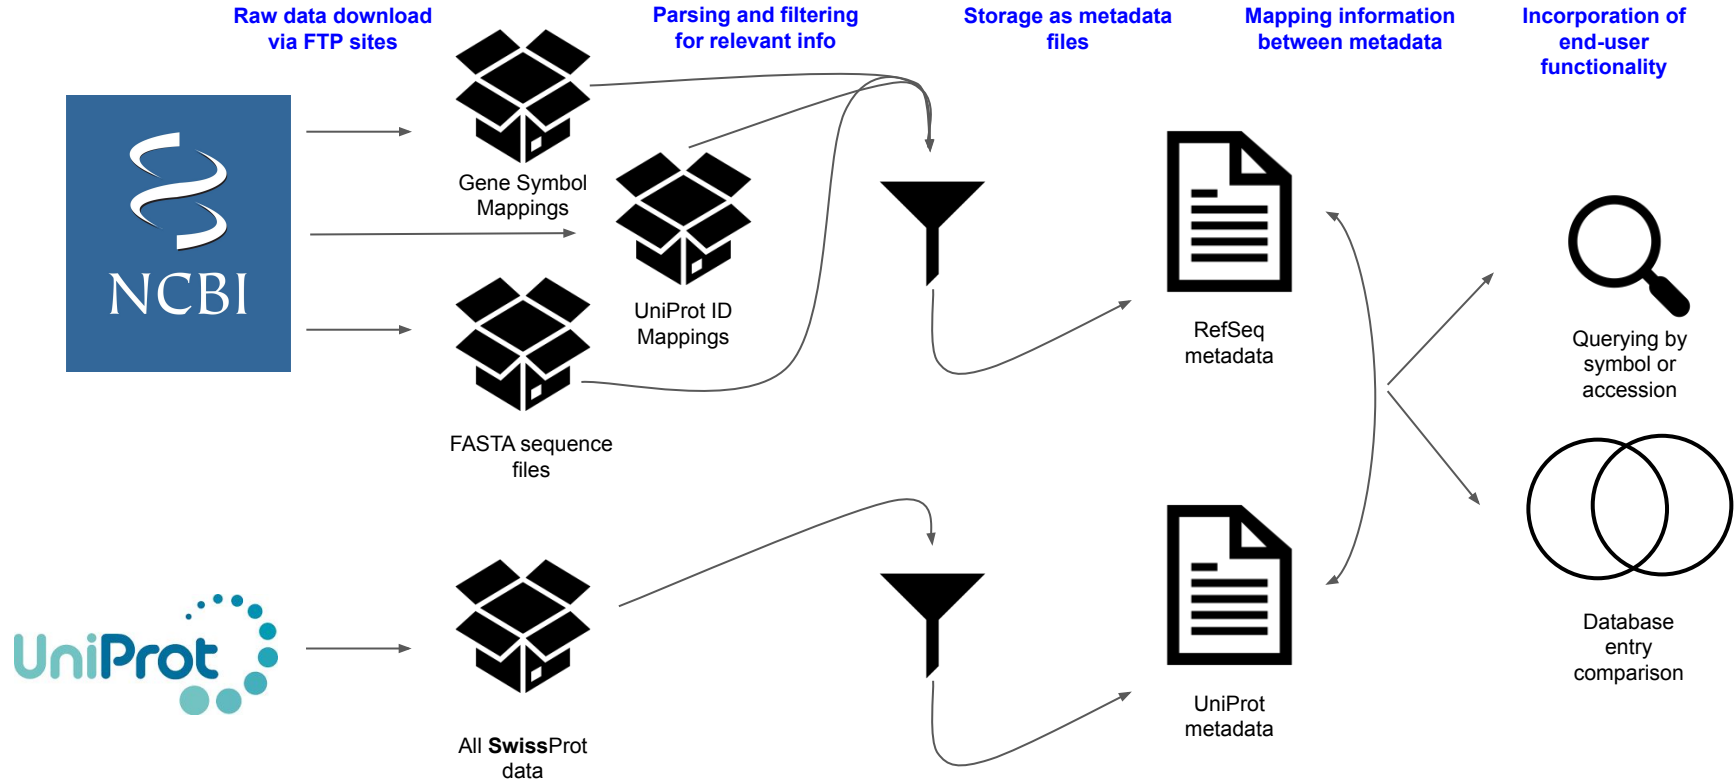 Raw data download
via FTP sites
Parsing and filtering
for relevant info
Storage as metadata
files
Mapping information
between metadata
Incorporation of
end-user
functionality
NCBI
Gene Symbol
Mappings
UniProt ID
Mappings
FASTA sequence
files
RefSeq
metadata
Querying by
symbol or
accession
UniProt
All SwissProt
data
UniProt
metadata
Database
entry
comparison